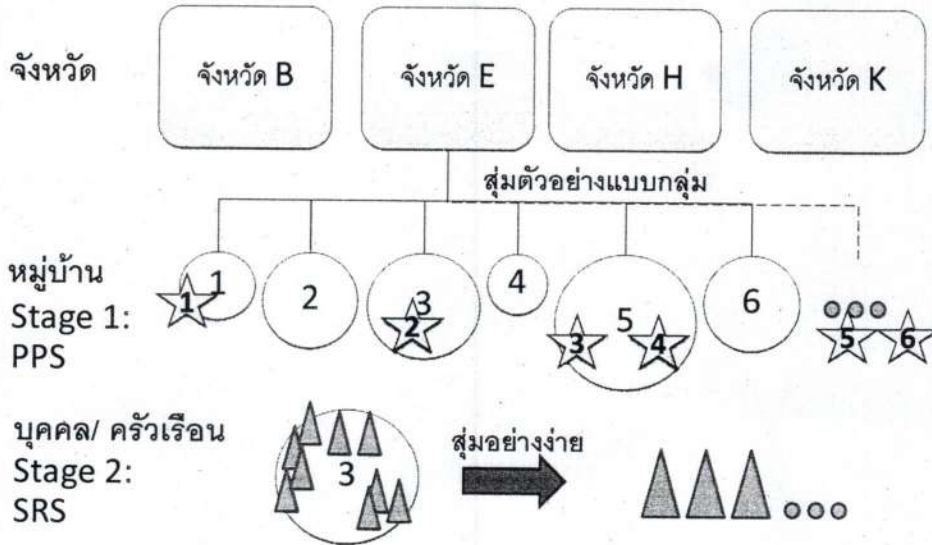 จังหวัด
จังหวัด B
จังหวัด E
จังหวัด H
จังหวัด K
สุ่มตัวอย่างแบบกลุ่ม
หมู่บ้าน
Stage 1:
PPS
1
1
2
3
2
4
5
3
4
6
5
6
บุคคล/ ครัวเรือน
Stage 2:
SRS
3
สุ่มอย่างง่าย